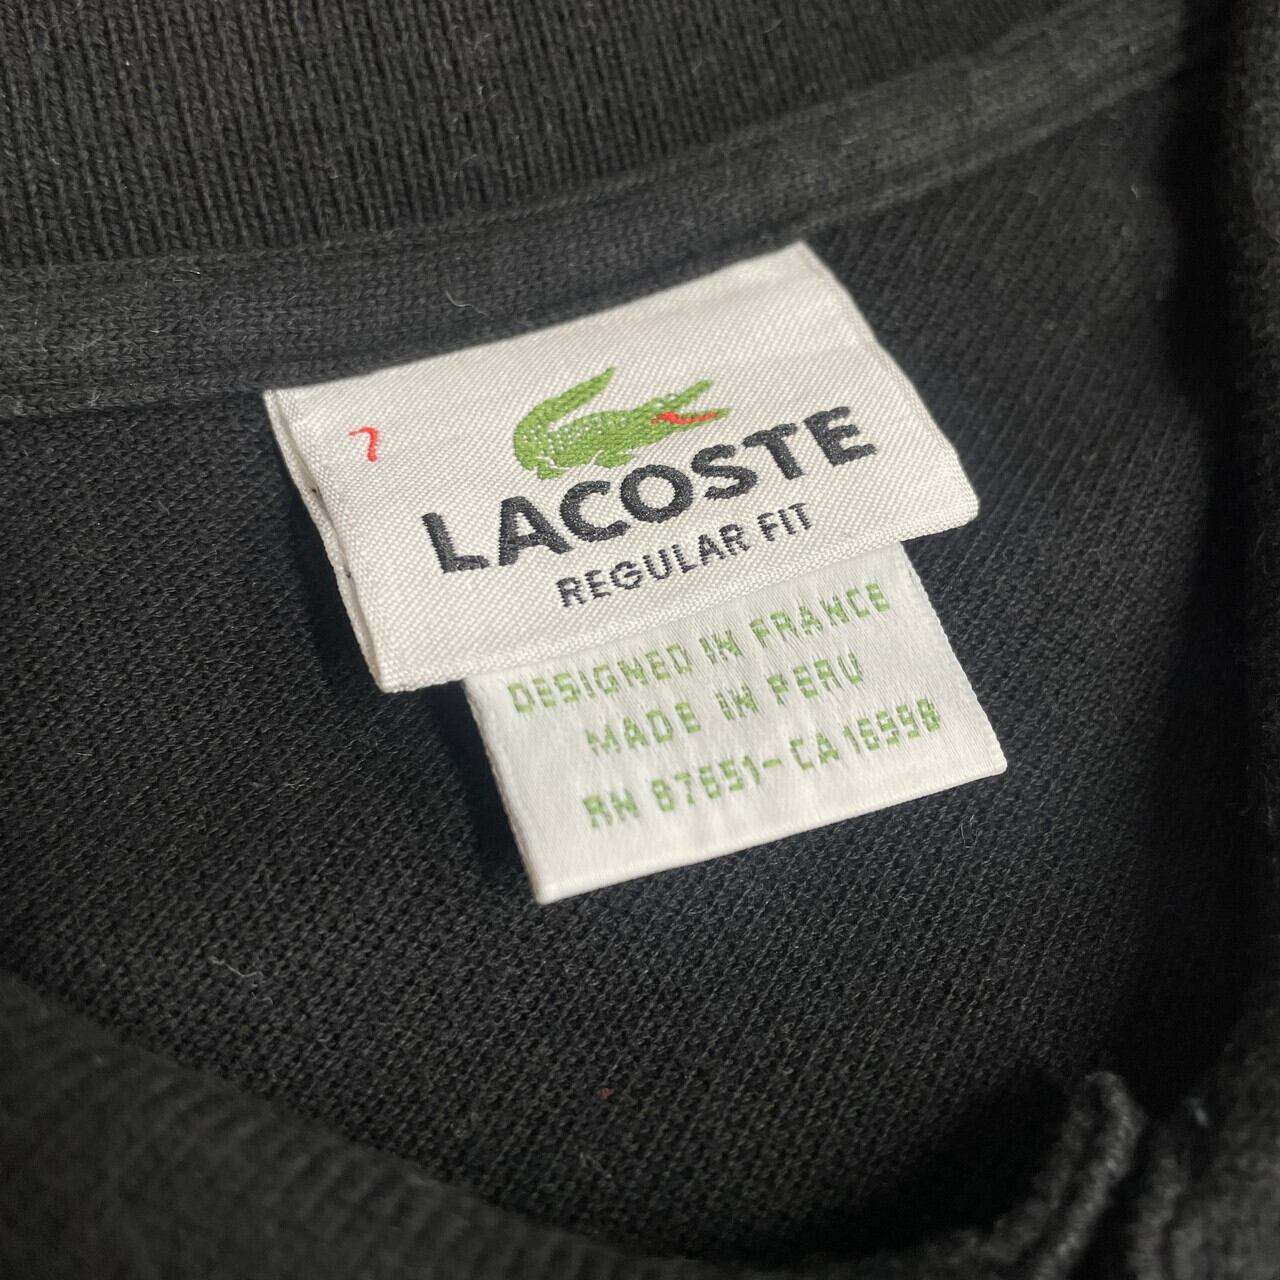 7
LACOSTE
REGULAR FIT
DESIGNED IN FRANCE
MADE IN PERU
RN 87651-CA 16998